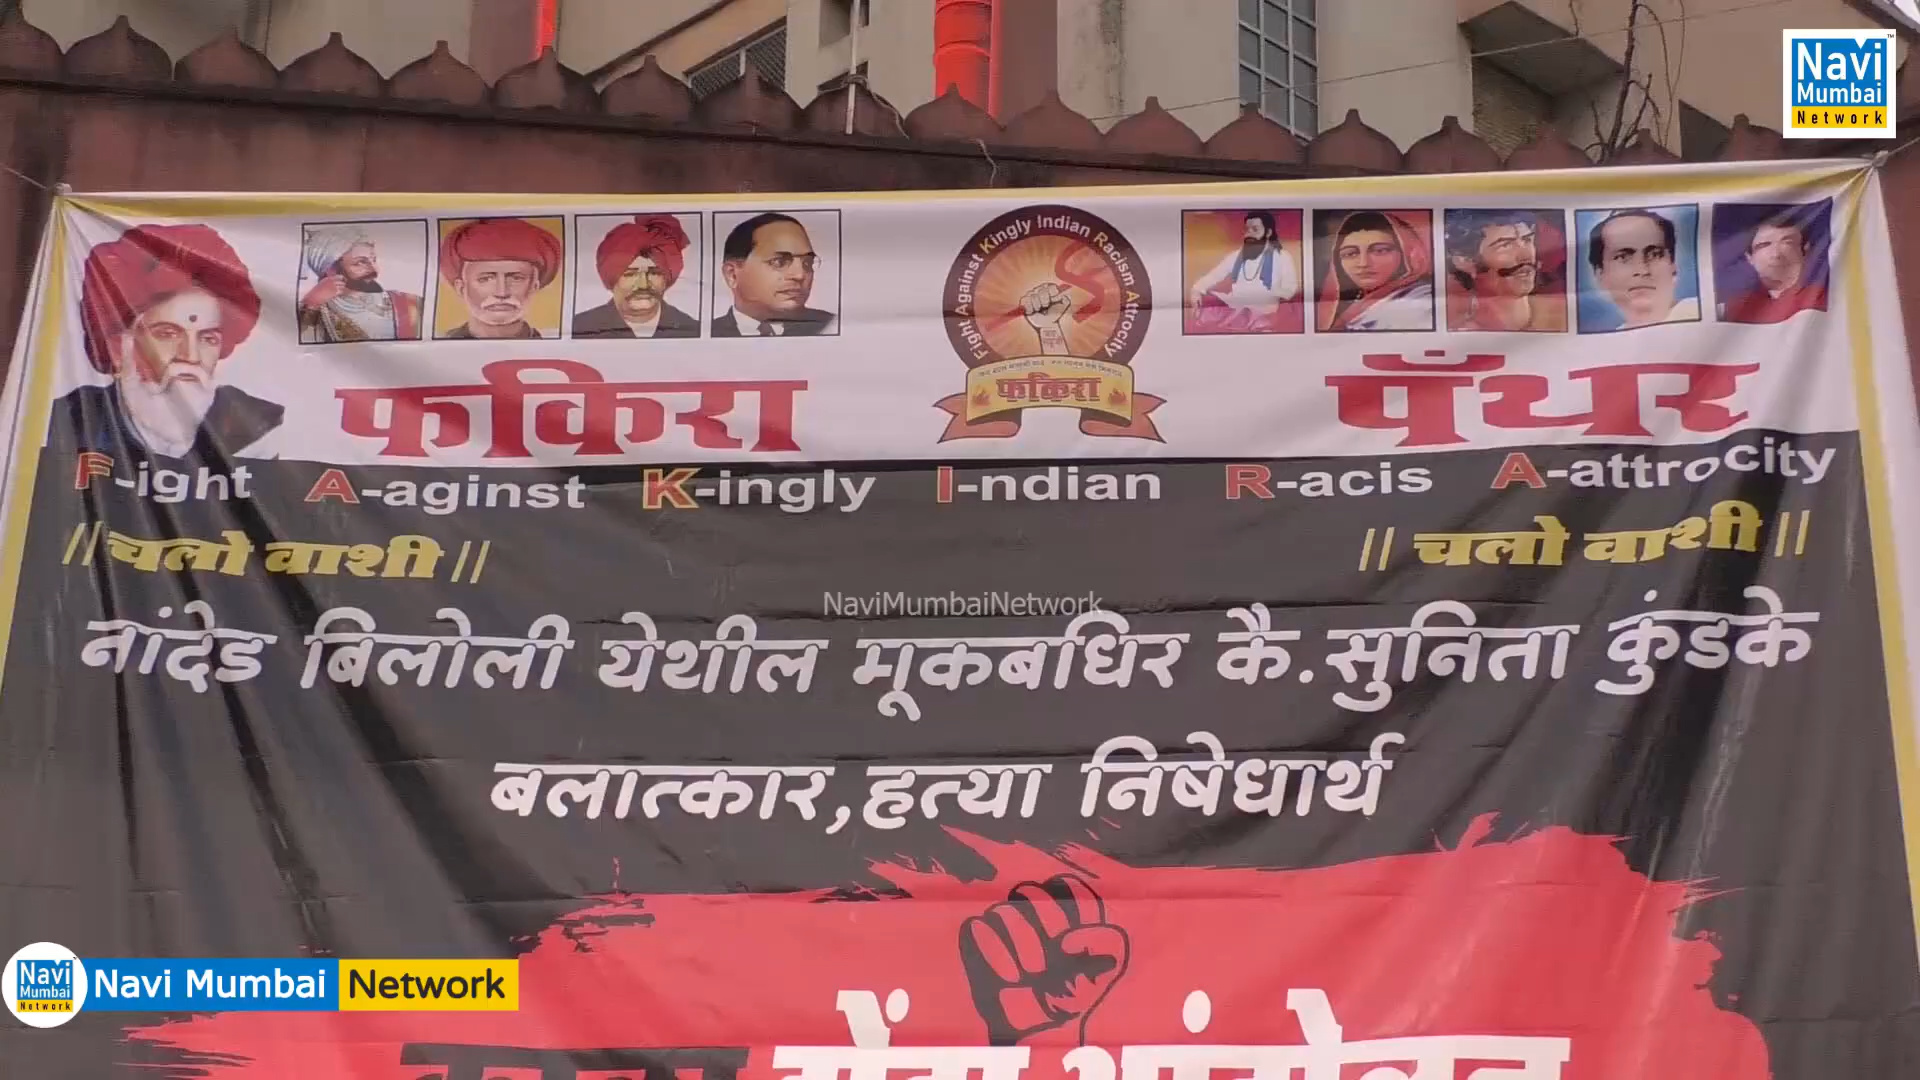 Navi
Mumbai
Network
Fight Against Kingly Indian Racism Attrocity
फकिरा
फकिरा पँथर
F-ight A-aginst K-ingly I-ndian R-acis A-attrocity
॥ चलो वाशी ॥ ॥ चलो वाशी ॥
NaviMumbaiNetwork
नांदेड बिलोली येथील मूकबधिर कै.सुनिता कुंडके
बलात्कार,हत्या निषेधार्थ
Navi
Mumbai
Network
Navi Mumbai Network